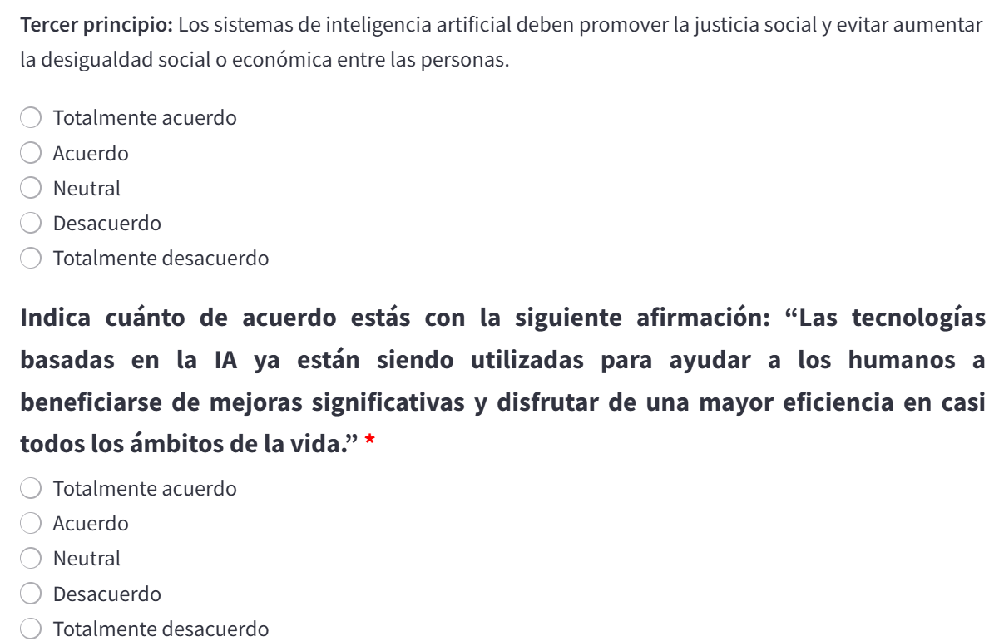 Tercer principio: Los sistemas de inteligencia artificial deben promover la justicia social y evitar aumentar
la desigualdad social o económica entre las personas.
Totalmente acuerdo
Acuerdo
Neutral
Desacuerdo
Totalmente desacuerdo
Indica cuánto de acuerdo estás con la siguiente afirmación: “Las tecnologías
basadas en la IA ya están siendo utilizadas para ayudar a los humanos a
beneficiarse de mejoras significativas y disfrutar de una mayor eficiencia en casi
todos los ámbitos de la vida.” *
Totalmente acuerdo
Acuerdo
Neutral
Desacuerdo
Totalmente desacuerdo